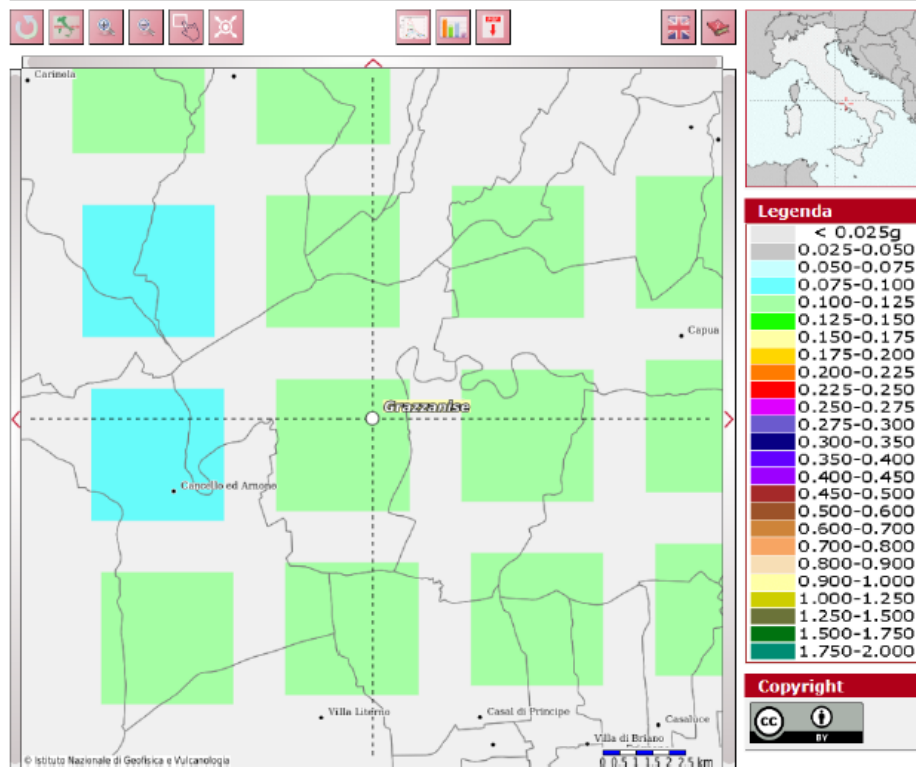 Carinola
Capua
Grazzanise
Cancello ed Arnone
Villa Literno
Casal di Principe
Casaluce
Villa di Briano
© Istituto Nazionale di Geofisica e Vulcanologia
0 0.5 1 1.5 2 2.5 km
Legenda
< 0.025g
0.025-0.050
0.050-0.075
0.075-0.100
0.100-0.125
0.125-0.150
0.150-0.175
0.175-0.200
0.200-0.225
0.225-0.250
0.250-0.275
0.275-0.300
0.300-0.350
0.350-0.400
0.400-0.450
0.450-0.500
0.500-0.600
0.600-0.700
0.700-0.800
0.800-0.900
0.900-1.000
1.000-1.250
1.250-1.500
1.500-1.750
1.750-2.000
Copyright
cc
BY